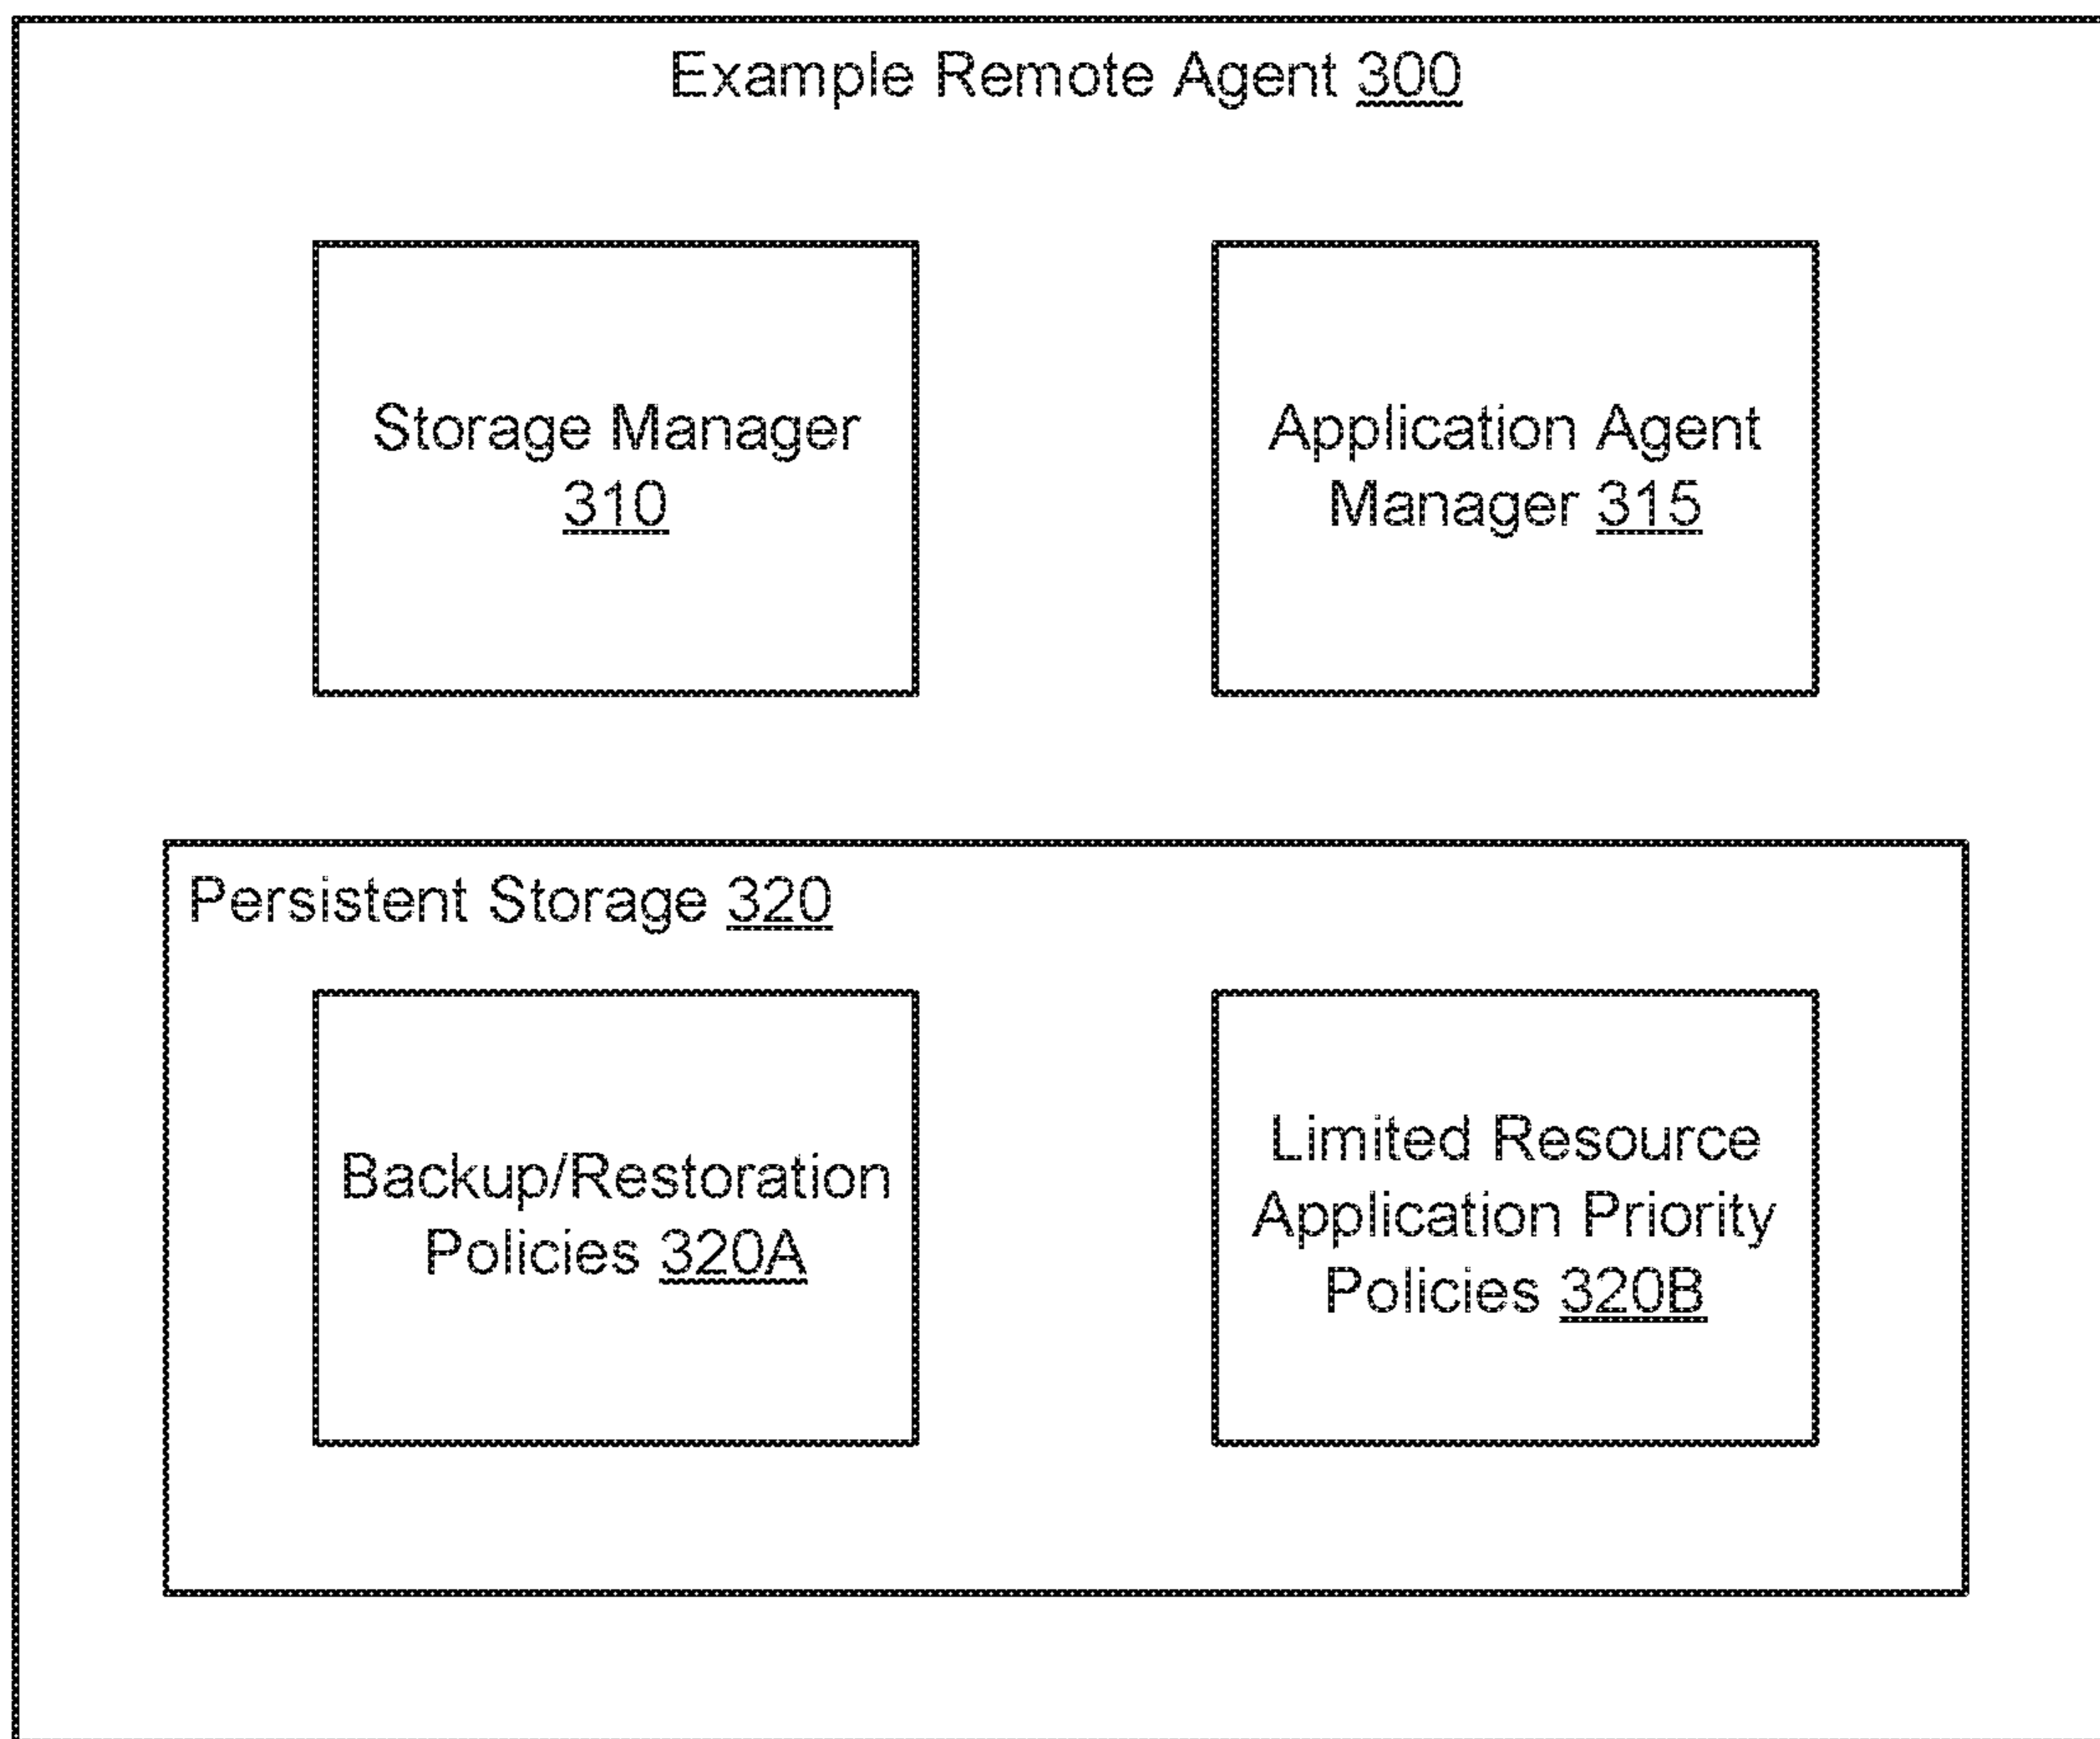 Example Remote Agent 300
Storage Manager
310
Application Agent
Manager 315
Persistent Storage 320
Backup/Restoration
Policies 320A
Limited Resource
Application Priority
Policies 320B